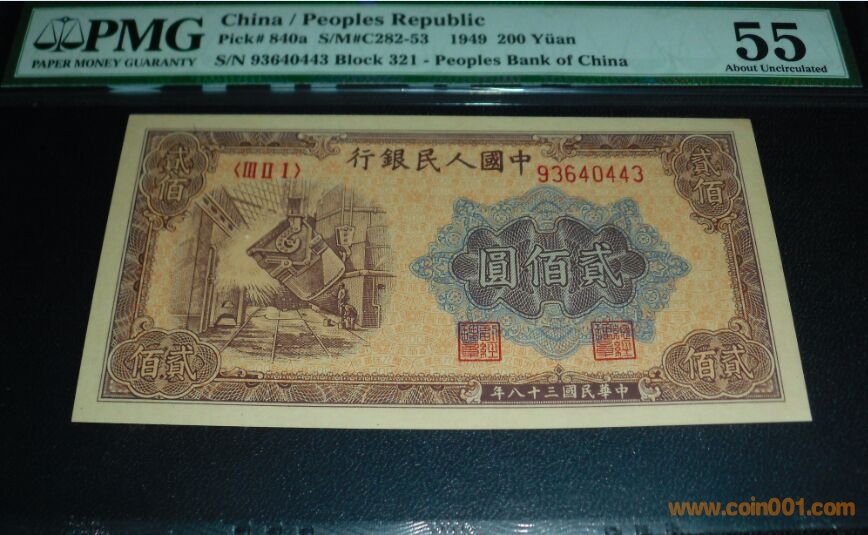 PMG
PAPER MONEY GUARANTY
China / Peoples Republic
Pick# 840a S/M#C282-53 1949 200 Yüan
S/N 93640443 Block 321 - Peoples Bank of China
55
About Uncirculated
貳佰
〈III II I〉
行銀民人國中
93640443
貳佰
圓佰貳
佰貳
年八十三國民華中
佰貳
www.coin001.com